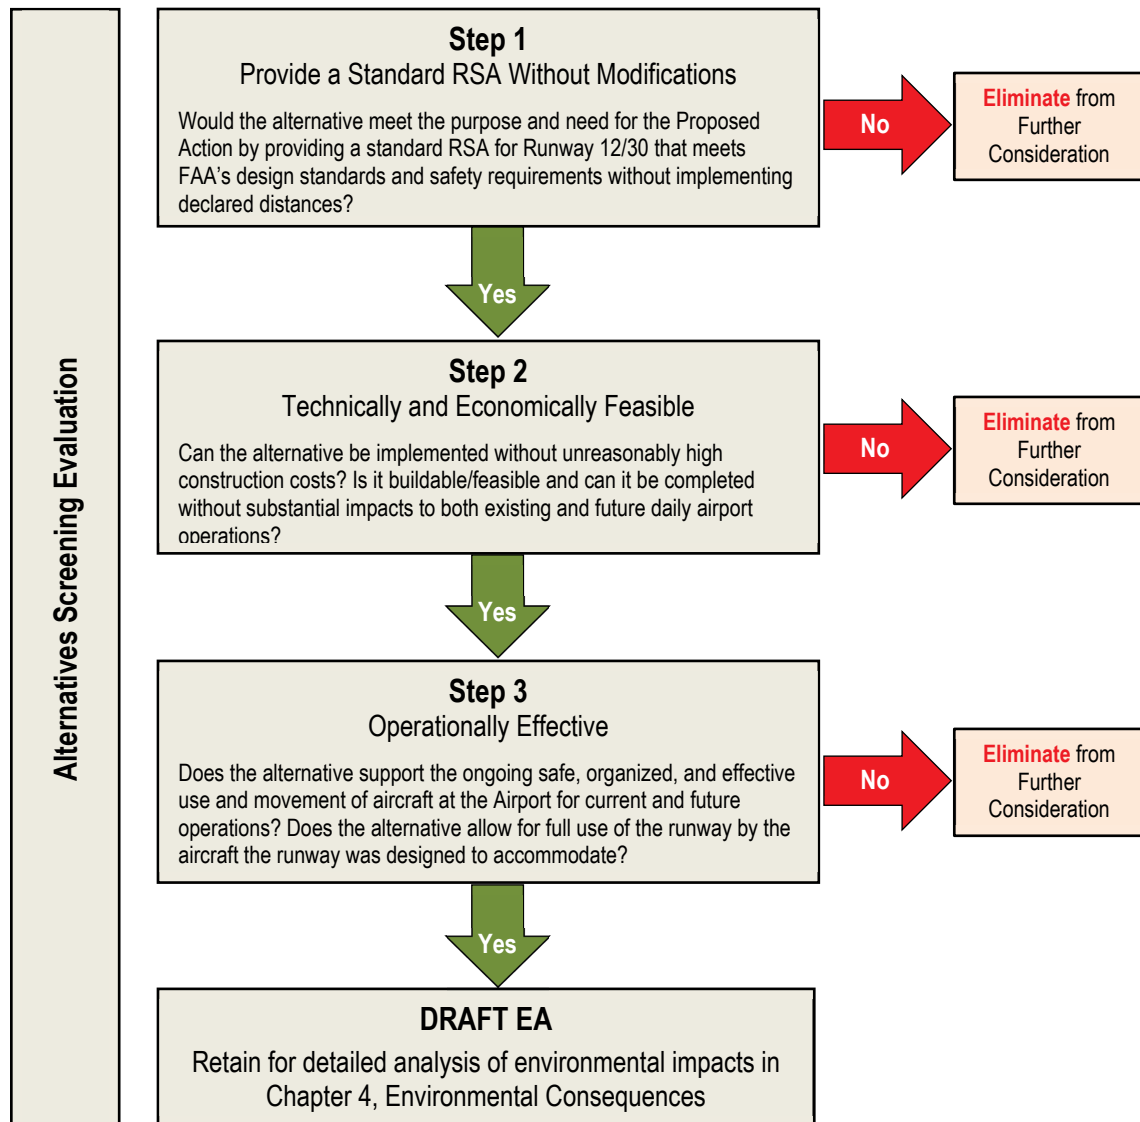 Alternatives Screening Evaluation
Step 1
Provide a Standard RSA Without Modifications
Would the alternative meet the purpose and need for the Proposed
Action by providing a standard RSA for Runway 12/30 that meets
FAA's design standards and safety requirements without implementing
declared distances?
No
Eliminate from
Further
Consideration
Yes
Step 2
Technically and Economically Feasible
Can the alternative be implemented without unreasonably high
construction costs? Is it buildable/feasible and can it be completed
without substantial impacts to both existing and future daily airport
operations?
No
Eliminate from
Further
Consideration
Yes
Step 3
Operationally Effective
Does the alternative support the ongoing safe, organized, and effective
use and movement of aircraft at the Airport for current and future
operations? Does the alternative allow for full use of the runway by the
aircraft the runway was designed to accommodate?
No
Eliminate from
Further
Consideration
Yes
DRAFT EA
Retain for detailed analysis of environmental impacts in
Chapter 4, Environmental Consequences